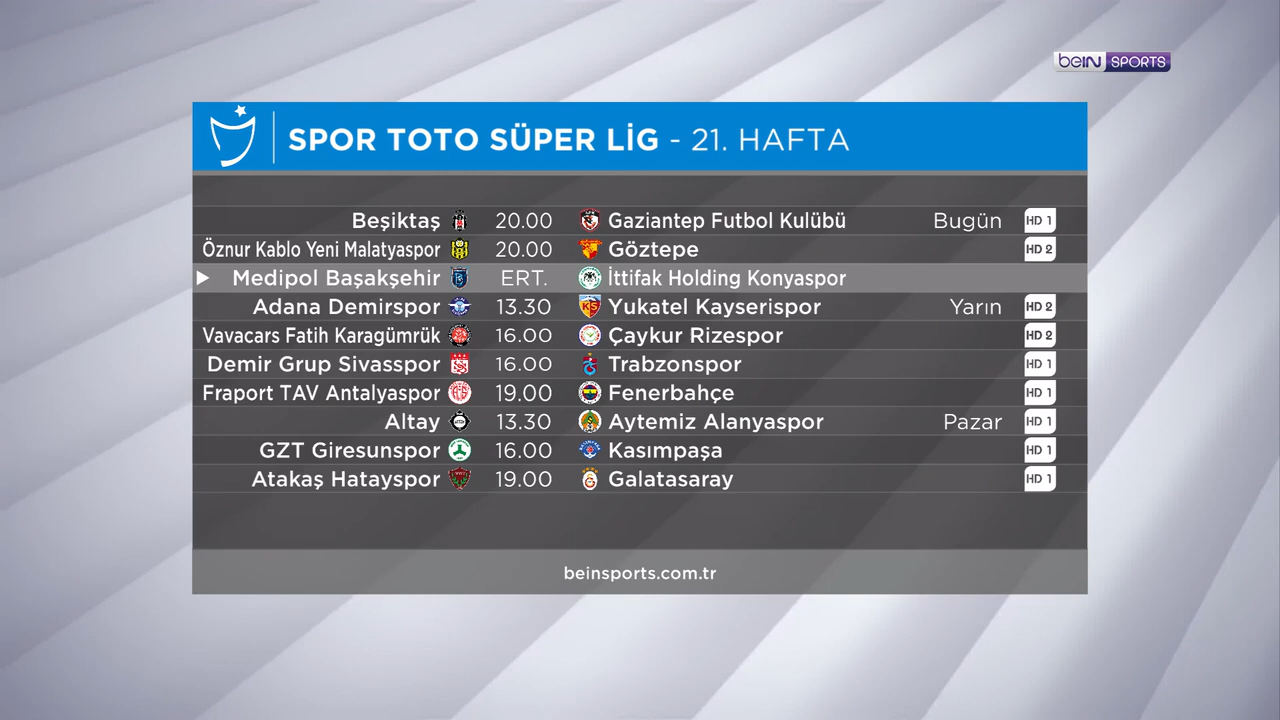 beIN SPORTS
SPOR TOTO SÜPER LİG - 21. HAFTA
Beşiktaş 20.00 Gaziantep Futbol Kulübü Bugün HD 1
Öznur Kablo Yeni Malatyaspor 20.00 Göztepe HD 2
Medipol Başakşehir ERT. İttifak Holding Konyaspor
Adana Demirspor 13.30 Yukatel Kayserispor Yarın HD 2
Vavacars Fatih Karagümrük 16.00 Çaykur Rizespor HD 2
Demir Grup Sivasspor 16.00 Trabzonspor HD 1
Fraport TAV Antalyaspor 19.00 Fenerbahçe HD 1
Altay 13.30 Aytemiz Alanyaspor Pazar HD 1
GZT Giresunspor 16.00 Kasımpaşa HD 1
Atakaş Hatayspor 19.00 Galatasaray HD 1
beinsports.com.tr